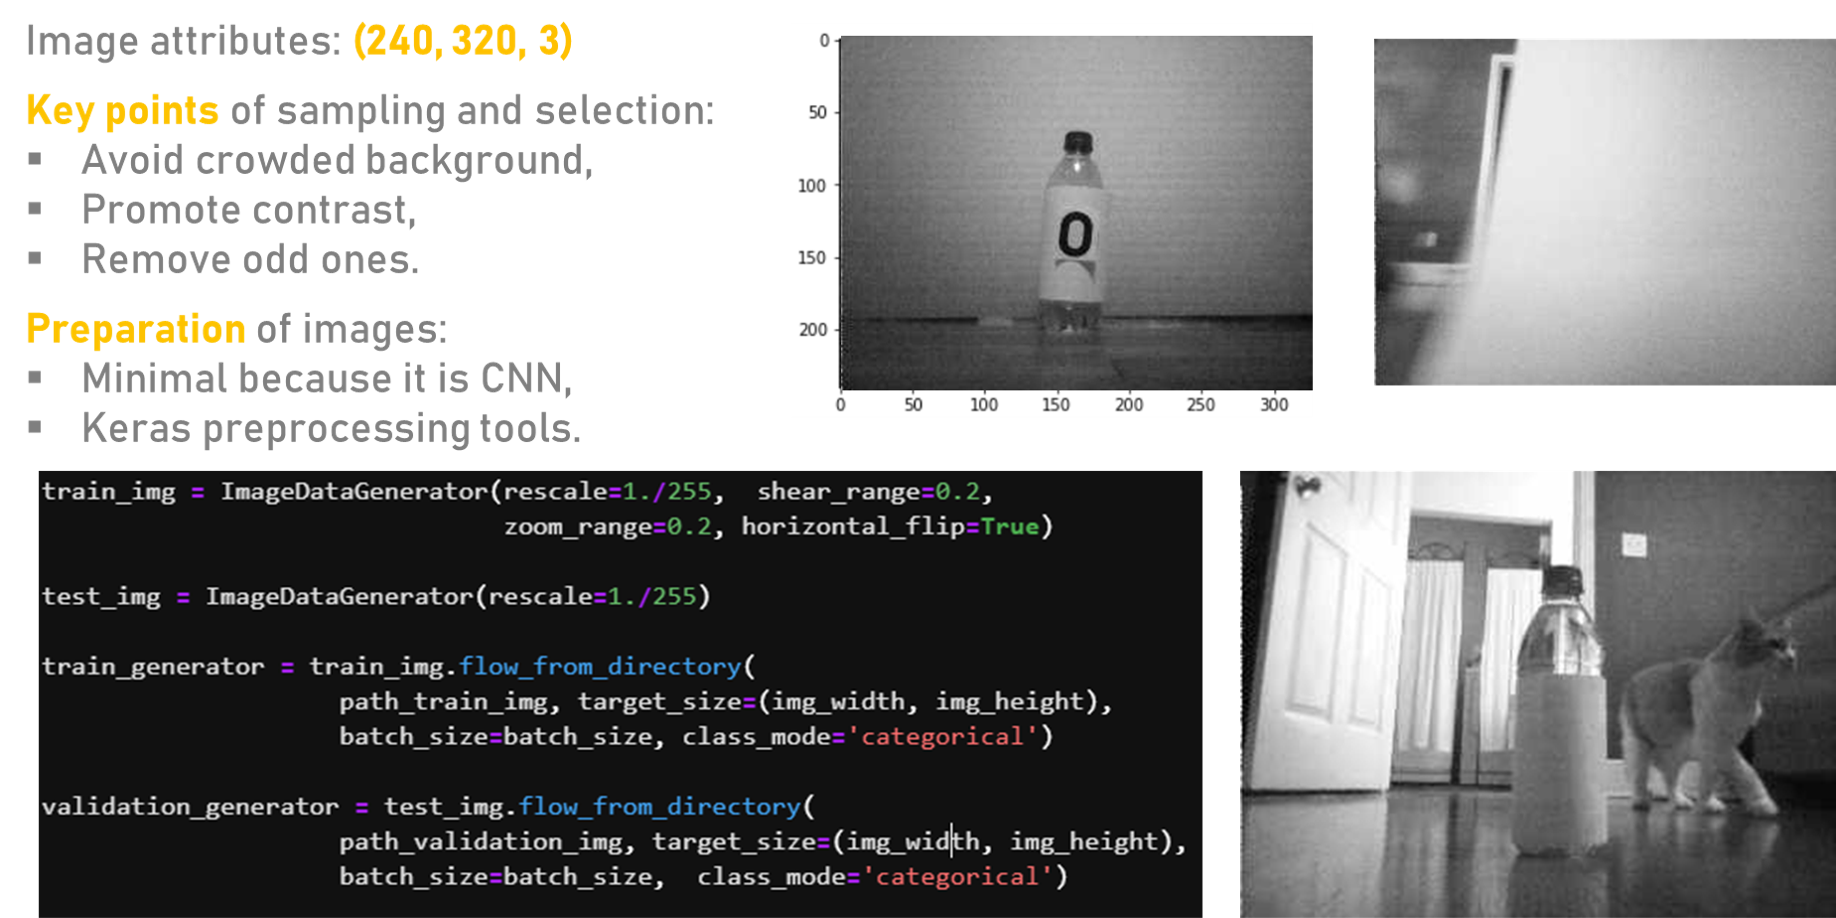 Image attributes: (240, 320, 3)
Key points of sampling and selection:
▪ Avoid crowded background,
▪ Promote contrast,
▪ Remove odd ones.
Preparation of images:
▪ Minimal because it is CNN,
▪ Keras preprocessing tools.
0
50
100
150
200
0
0 50 100 150 200 250 300
train_img = ImageDataGenerator(rescale=1./255,  shear_range=0.2,
zoom_range=0.2, horizontal_flip=True)
test_img = ImageDataGenerator(rescale=1./255)
train_generator = train_img.flow_from_directory(
path_train_img, target_size=(img_width, img_height),
batch_size=batch_size, class_mode='categorical')
validation_generator = test_img.flow_from_directory(
path_validation_img, target_size=(img_width, img_height),
batch_size=batch_size,  class_mode='categorical')